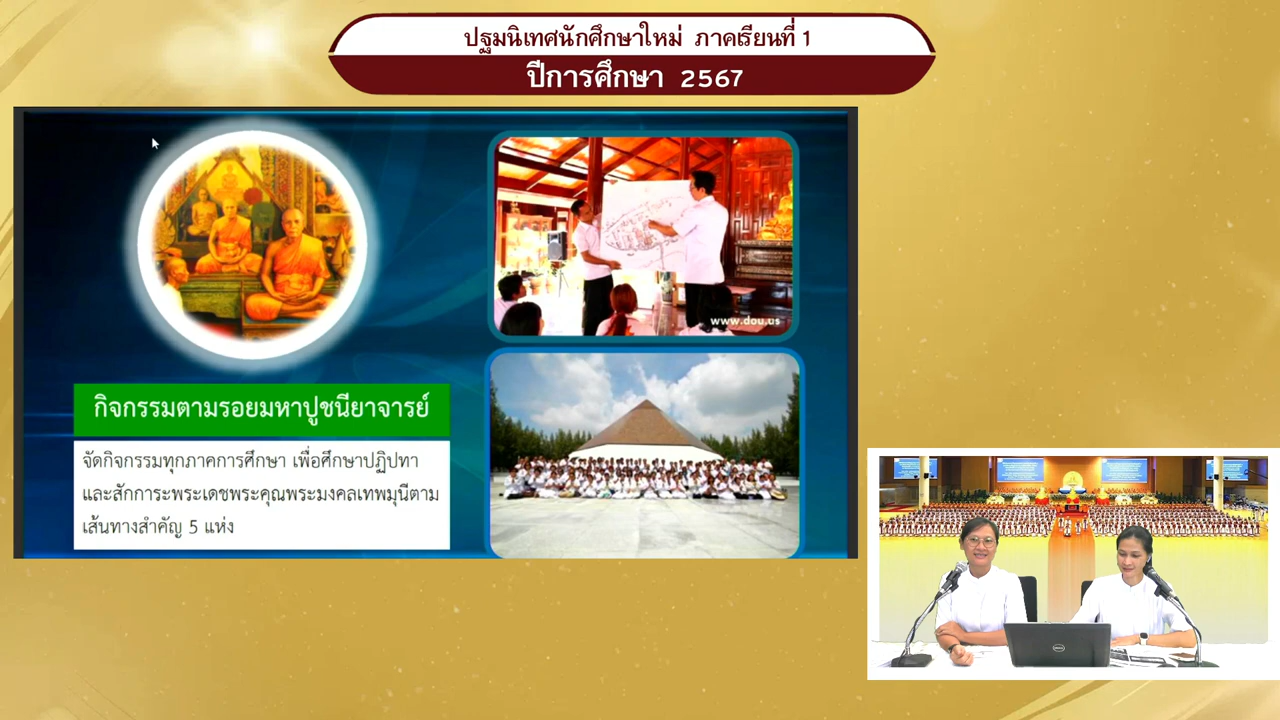 ปฐมนิเทศนักศึกษาใหม่ ภาคเรียนที่ 1
ปีการศึกษา 2567
www.dou.us
กิจกรรมตามรอยมหาปูชนียาจารย์
จัดกิจกรรมทุกภาคการศึกษา เพื่อศึกษาปฏิปทา
และสักการะพระเดชพระคุณพระมงคลเทพมุนีตาม
เส้นทางสำคัญ 5 แห่ง